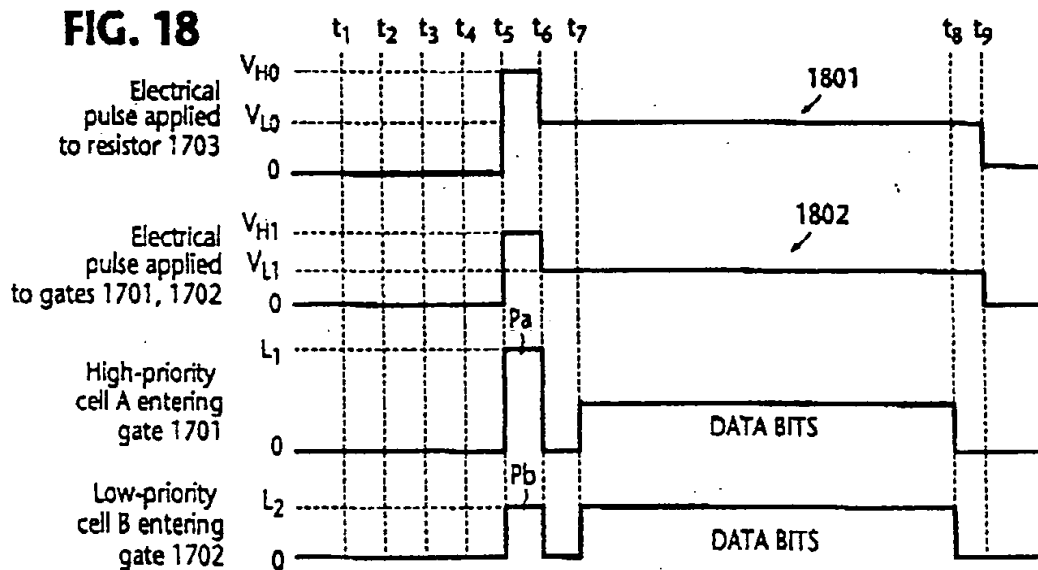 FIG. 18
t1 t2 t3 t4 t5 t6 t7 t8 t9
Electrical
pulse applied
to resistor 1703
VH0
VL0
0
1801
Electrical
pulse applied
to gates 1701, 1702
VH1
VL1
0
1802
High-priority
cell A entering
gate 1701
L1
0
Pa
DATA BITS
Low-priority
cell B entering
gate 1702
L2
0
Pb
DATA BITS